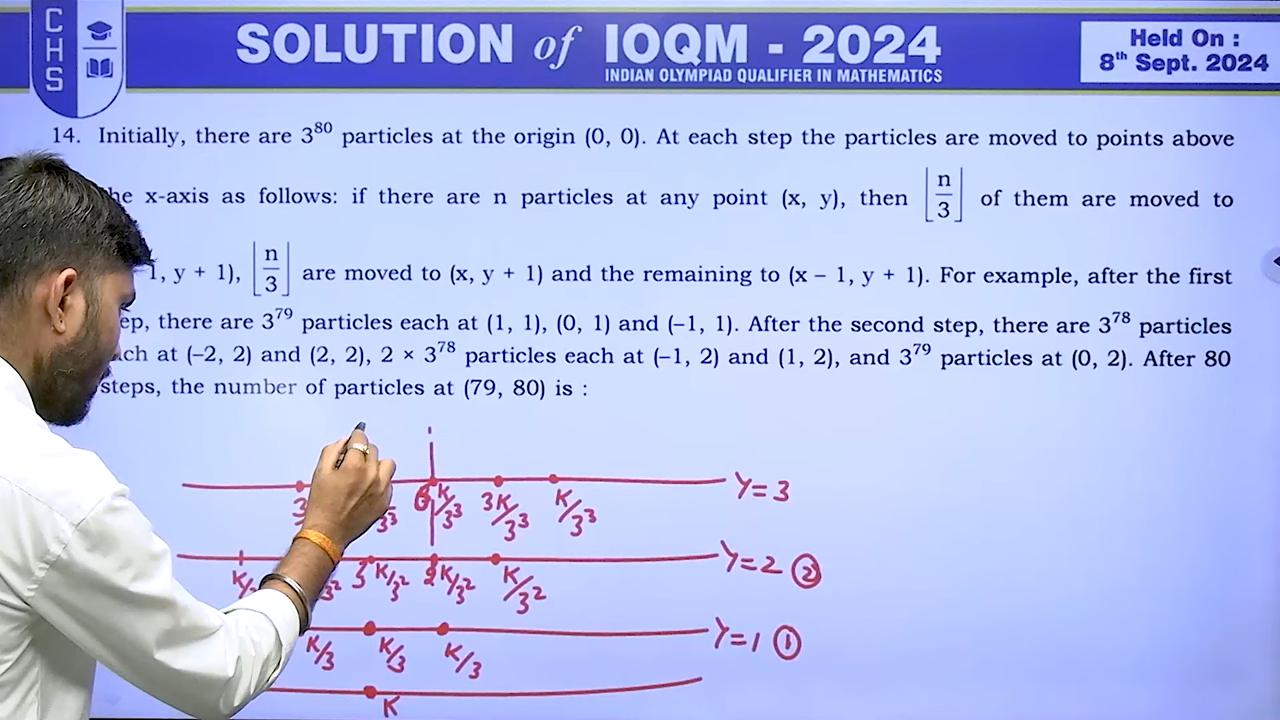 CHS
SOLUTION of IOQM - 2024
INDIAN OLYMPIAD QUALIFIER IN MATHEMATICS
Held On :
8th Sept. 2024
14. Initially, there are 3^80 particles at the origin (0, 0). At each step the particles are moved to points above
x-axis as follows: if there are n particles at any point (x, y), then ⌊n/3⌋ of them are moved to
1, y + 1), ⌊n/3⌋ are moved to (x, y + 1) and the remaining to (x – 1, y + 1). For example, after the first
there are 3^79 particles each at (1, 1), (0, 1) and (–1, 1). After the second step, there are 3^78 particles
at (–2, 2) and (2, 2), 2 × 3^78 particles each at (–1, 2) and (1, 2), and 3^79 particles at (0, 2). After 80
steps, the number of particles at (79, 80) is :
K/3^3 3K/3^3 K/3^3 Y=3
K/3^2 2K/3^2 K/3^2 Y=2 ②
K/3 K/3 K/3 Y=1 ①
K